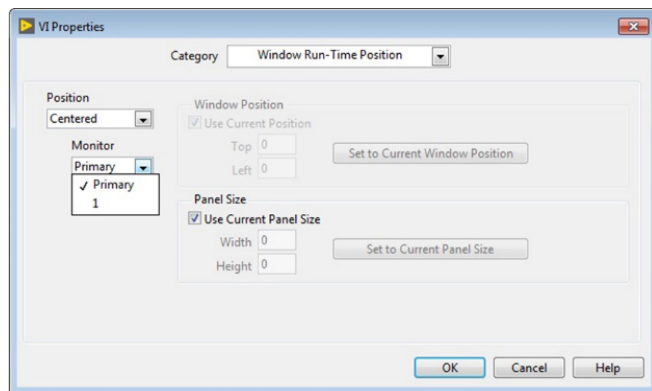 VI Properties
Category Window Run-Time Position
Position
Centered
Monitor
Primary
✓ Primary
1
Window Position
Use Current Position
Top 0
Left 0
Set to Current Window Position
Panel Size
Use Current Panel Size
Width 0
Height 0
Set to Current Panel Size
OK Cancel Help